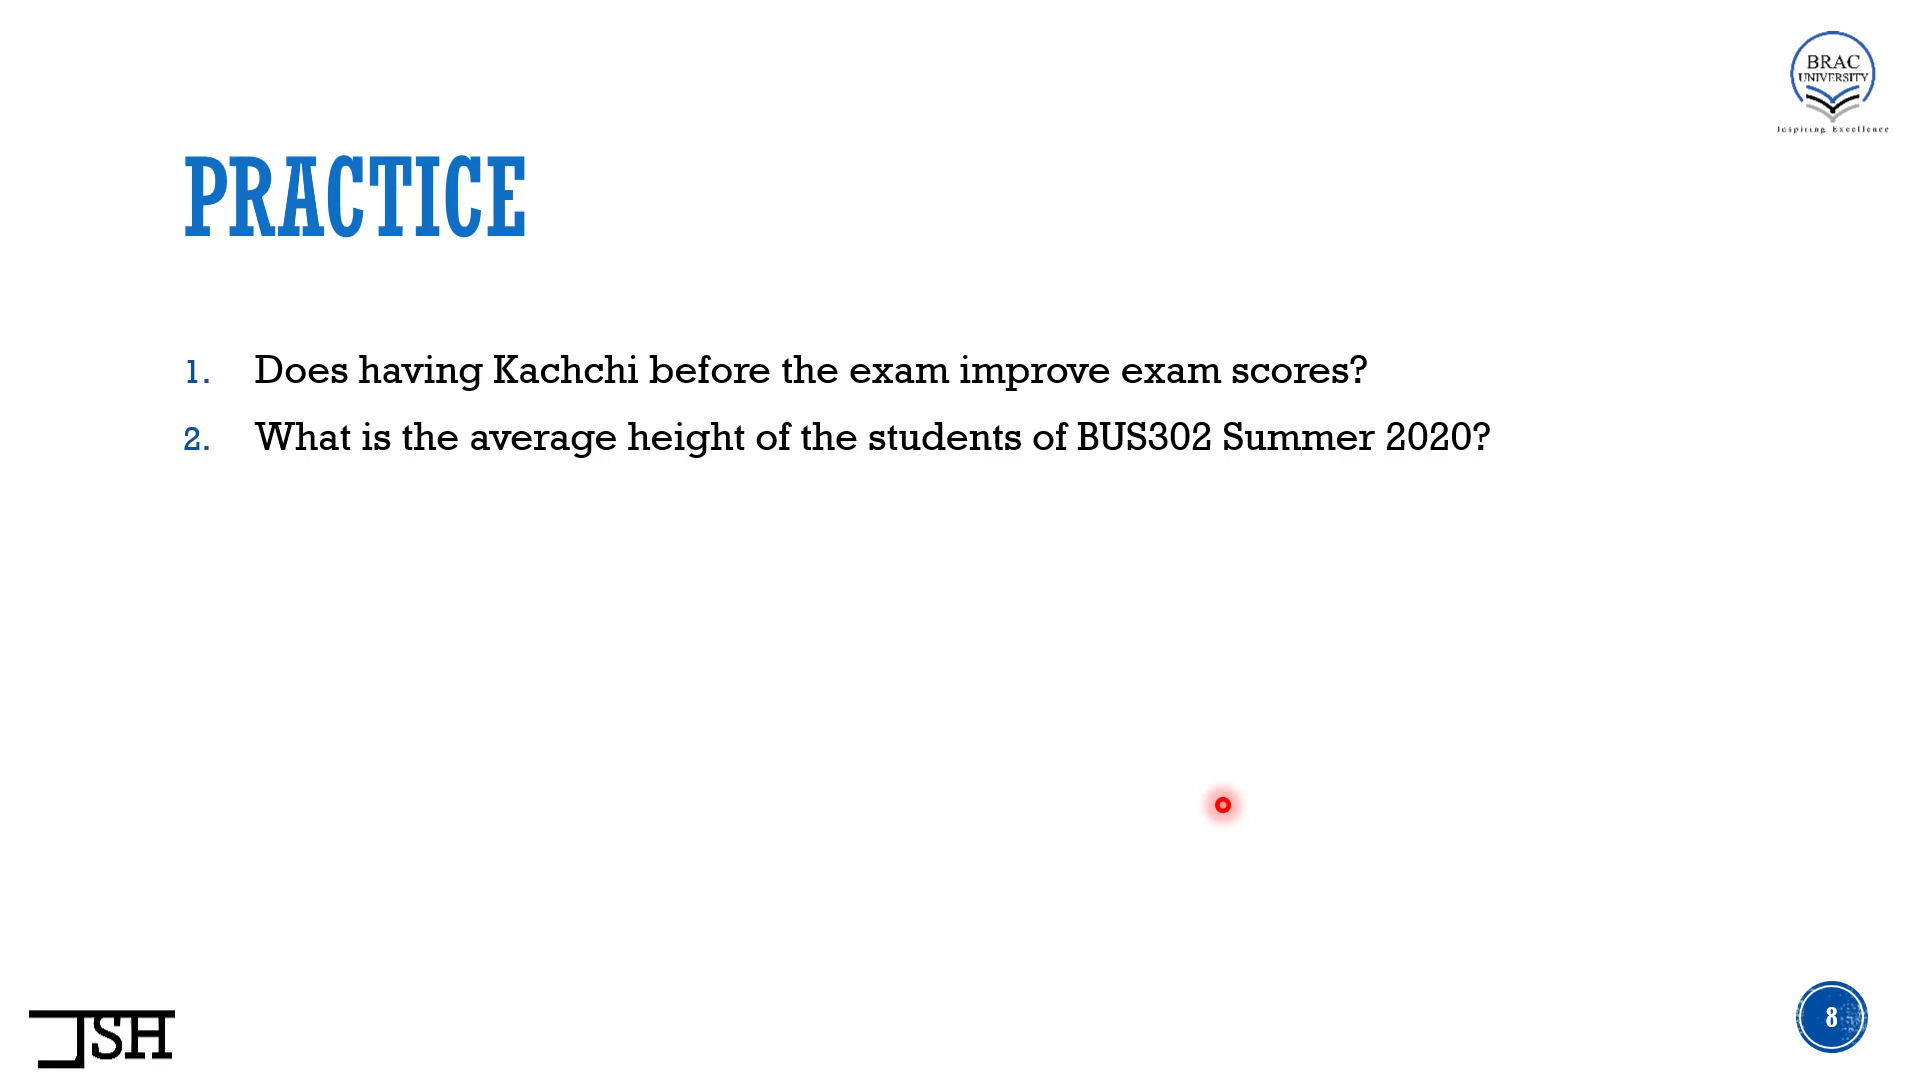 BRAC
UNIVERSITY
Inspiring Excellence
PRACTICE
1. Does having Kachchi before the exam improve exam scores?
2. What is the average height of the students of BUS302 Summer 2020?
JSH
8